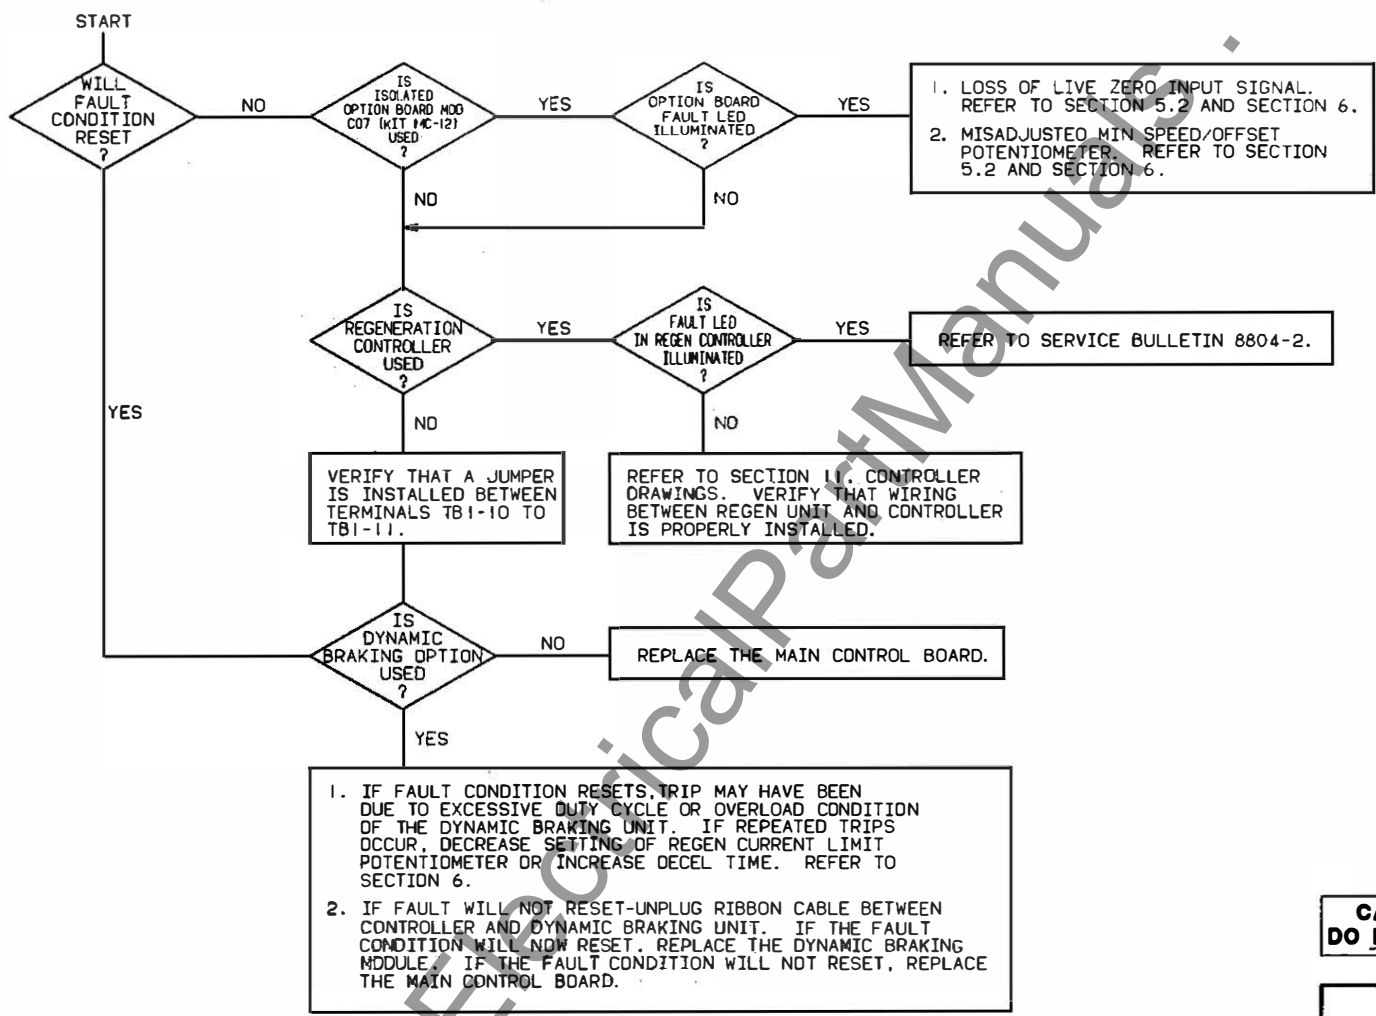 START
WILL
FAULT
CONDITION
RESET
?
NO
IS
ISOLATED
OPTION BOARD MOD
C07 (KIT MC-12)
USED
?
YES
IS
OPTION BOARD
FAULT LED
ILLUMINATED
?
YES
1. LOSS OF LIVE ZERO INPUT SIGNAL.
REFER TO SECTION 5.2 AND SECTION 6.
2. MISADJUSTED MIN SPEED/OFFSET
POTENTIOMETER. REFER TO SECTION
5.2 AND SECTION 6.
NO
NO
IS
REGENERATION
CONTROLLER
USED
?
YES
IS
FAULT LED
IN REGEN CONTROLLER
ILLUMINATED
?
YES
REFER TO SERVICE BULLETIN 8804-2.
YES
NO
NO
VERIFY THAT A JUMPER
IS INSTALLED BETWEEN
TERMINALS TB1-10 TO
TB1-11.
REFER TO SECTION 11, CONTROLLER
DRAWINGS. VERIFY THAT WIRING
BETWEEN REGEN UNIT AND CONTROLLER
IS PROPERLY INSTALLED.
IS
DYNAMIC
BRAKING OPTION
USED
?
NO
REPLACE THE MAIN CONTROL BOARD.
YES
1. IF FAULT CONDITION RESETS, TRIP MAY HAVE BEEN
DUE TO EXCESSIVE DUTY CYCLE OR OVERLOAD CONDITION
OF THE DYNAMIC BRAKING UNIT. IF REPEATED TRIPS
OCCUR, DECREASE SETTING OF REGEN CURRENT LIMIT
POTENTIOMETER OR INCREASE DECEL TIME. REFER TO
SECTION 6.
2. IF FAULT WILL NOT RESET-UNPLUG RIBBON CABLE BETWEEN
CONTROLLER AND DYNAMIC BRAKING UNIT. IF THE FAULT
CONDITION WILL NOW RESET, REPLACE THE DYNAMIC BRAKING
MODULE. IF THE FAULT CONDITION WILL NOT RESET, REPLACE
THE MAIN CONTROL BOARD.
ElectricalPartManuals .
DO